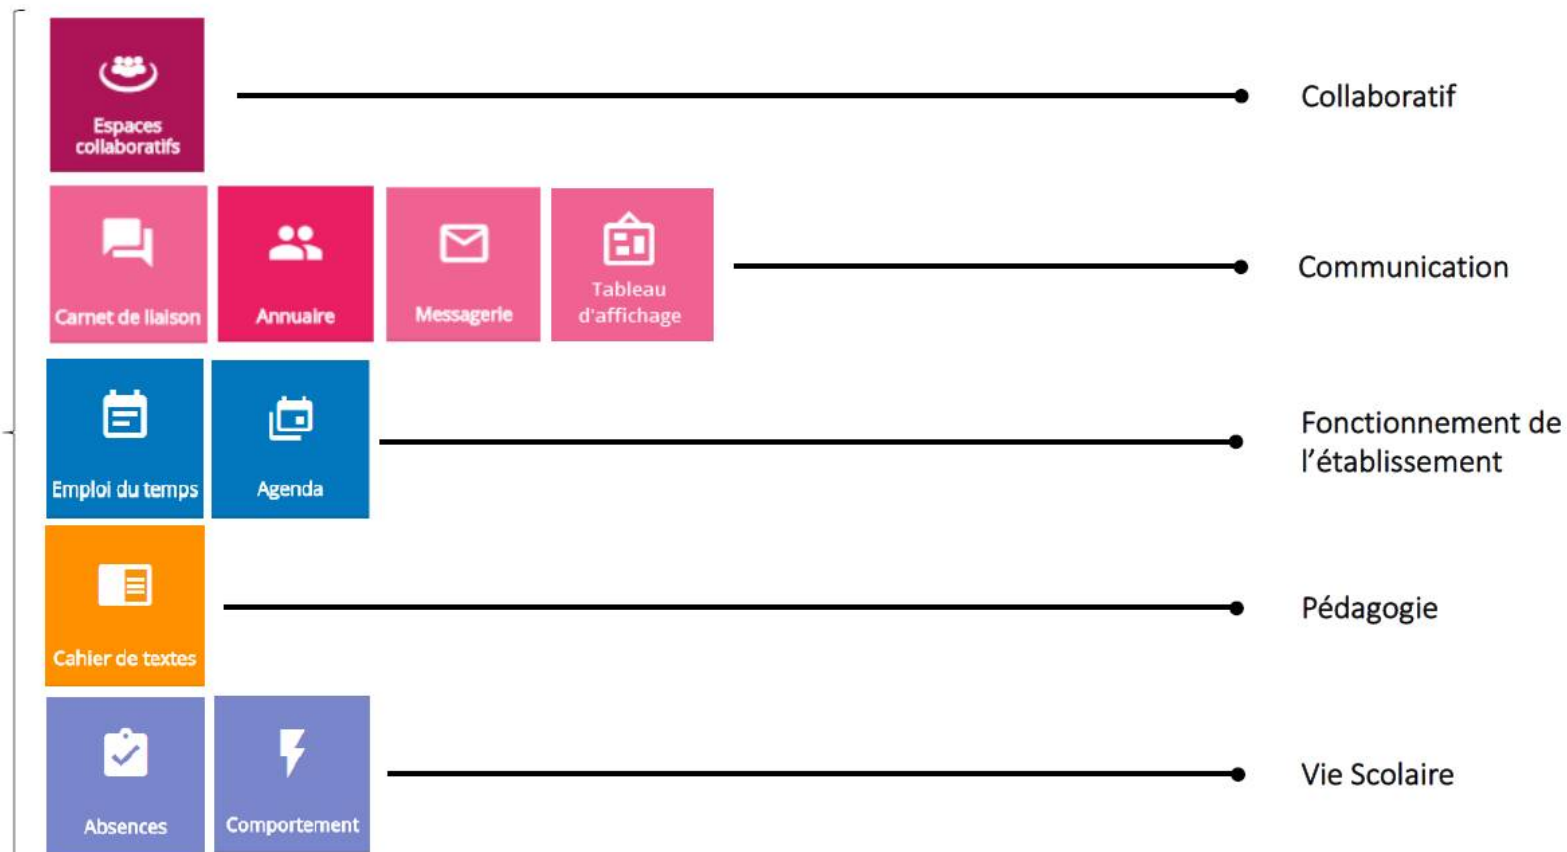 Espaces
collaboratifs
Collaboratif
Carnet de liaison
Annuaire
Messagerie
Tableau
d'affichage
Communication
Emploi du temps
Agenda
Fonctionnement de
l'établissement
Cahier de textes
Pédagogie
Absences
Comportement
Vie Scolaire